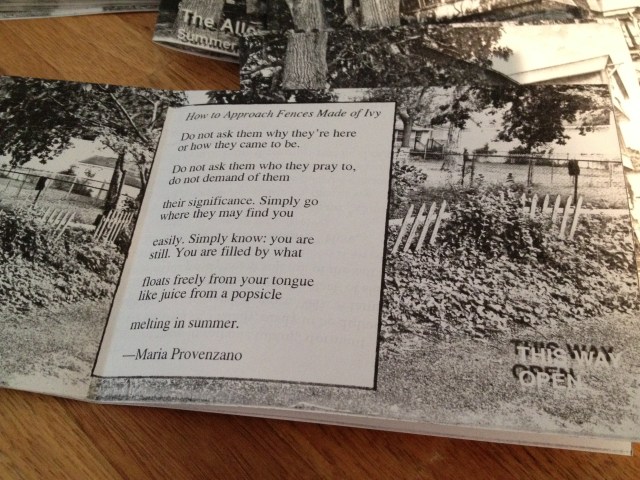 The
Summer
How to Approach Fences Made of Ivy
Do not ask them why they're here
or how they came to be.
Do not ask them who they pray to,
do not demand of them
their significance. Simply go
where they may find you
easily. Simply know: you are
still. You are filled by what
floats freely from your tongue
like juice from a popsicle
melting in summer.
—Maria Provenzano
THIS WAY
OPEN